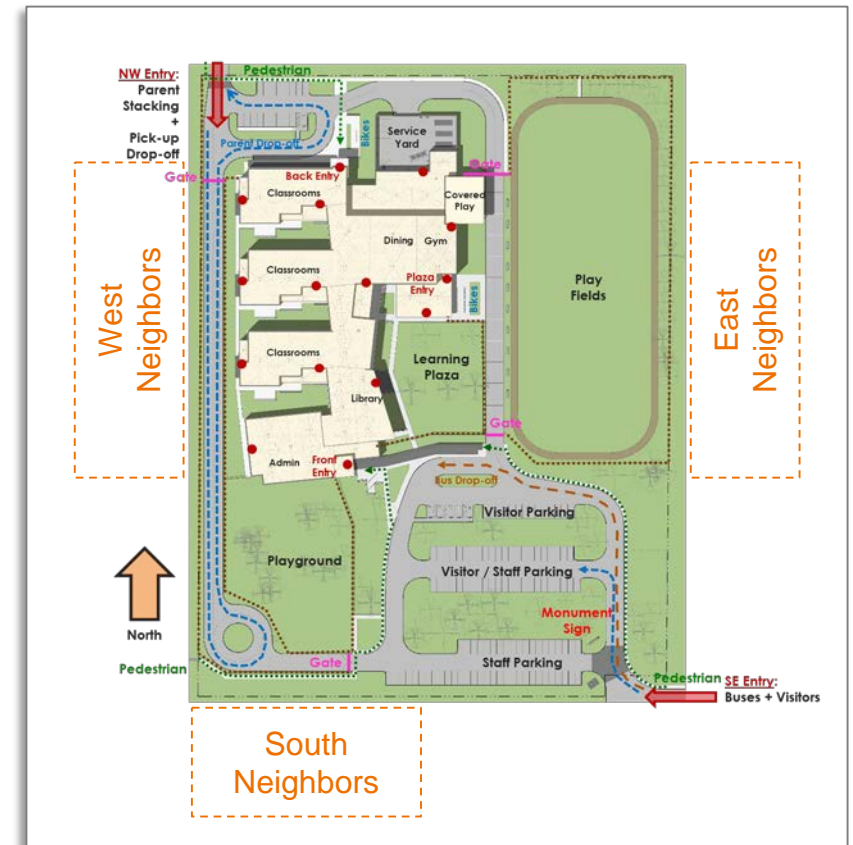 NW Entry:
Parent
Stacking
+
Pick-up
Drop-off
Pedestrian
Parent Drop-off
Bikes
Service
Yard
Gate
Back Entry
Gate
Classrooms
Covered
Play
Dining Gym
Classrooms
Plaza
Entry
Bikes
Play
Fields
West
Neighbors
East
Neighbors
Classrooms
Learning
Plaza
Library
Gate
Admin
Front
Entry
Bus Drop-off
Visitor Parking
Playground
Visitor / Staff Parking
North
Monument
Sign
Pedestrian
Gate
Staff Parking
Pedestrian
SE Entry:
Buses + Visitors
South
Neighbors